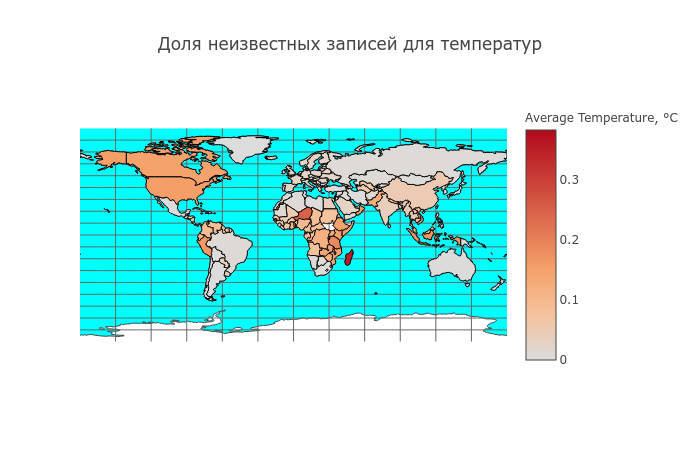 Доля неизвестных записей для температур
Average Temperature, °C
0.3
0.2
0.1
0